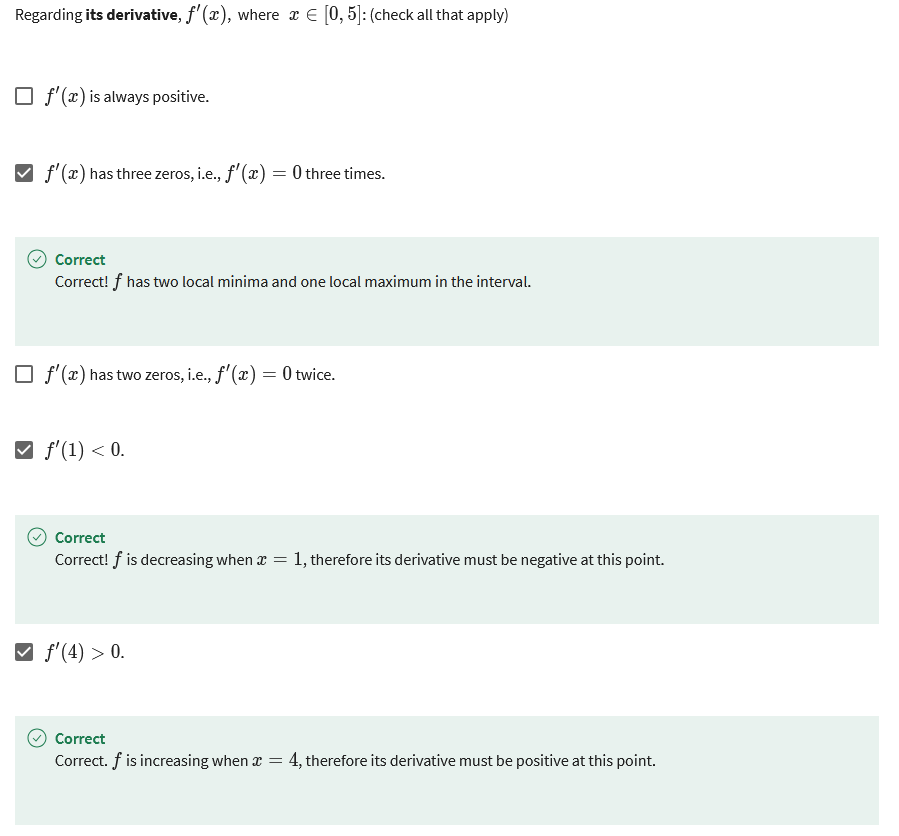 Regarding its derivative, f′(x), where x ∈ [0, 5]: (check all that apply)
f′(x) is always positive.
f′(x) has three zeros, i.e., f′(x) = 0 three times.
Correct
Correct! f has two local minima and one local maximum in the interval.
f′(x) has two zeros, i.e., f′(x) = 0 twice.
f′(1) < 0.
Correct
Correct! f is decreasing when x = 1, therefore its derivative must be negative at this point.
f′(4) > 0.
Correct
Correct. f is increasing when x = 4, therefore its derivative must be positive at this point.